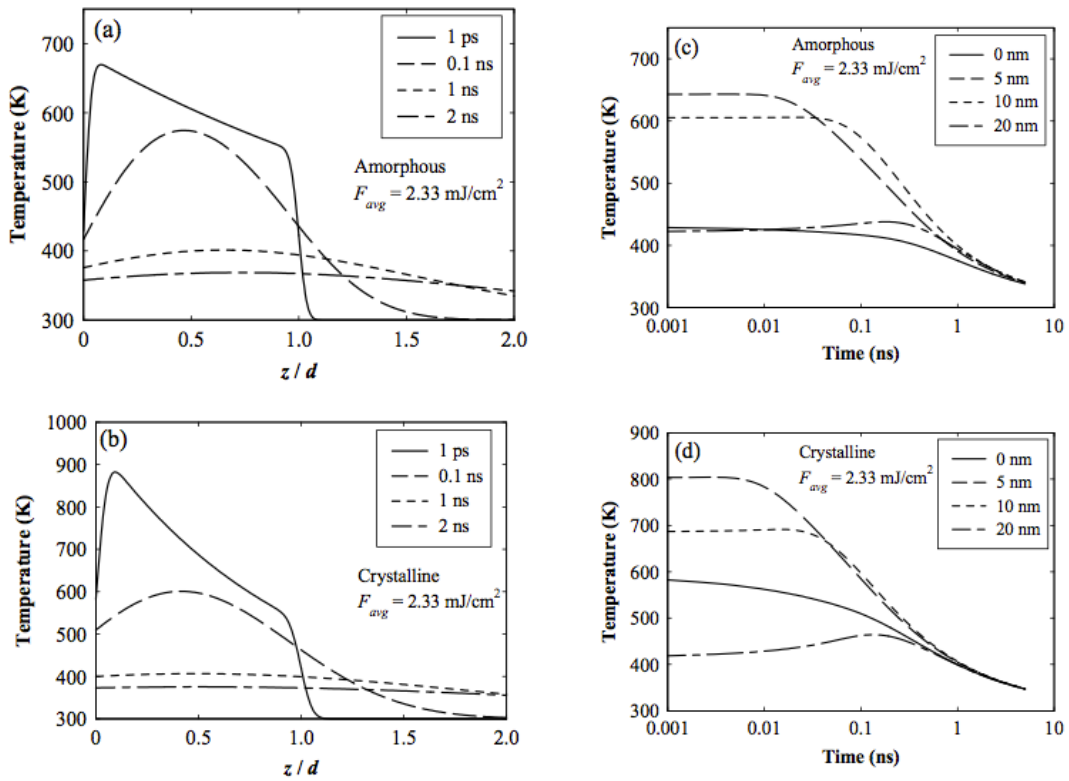 (a)
1 ps
0.1 ns
1 ns
2 ns
Amorphous
F_avg = 2.33 mJ/cm²
Temperature (K)
700
600
500
400
300
0
0.5
1.0
1.5
2.0
z / d
(c)
Amorphous
F_avg = 2.33 mJ/cm²
0 nm
5 nm
10 nm
20 nm
Temperature (K)
700
600
500
400
300
0.001
0.01
0.1
1
10
Time (ns)
(b)
1 ps
0.1 ns
1 ns
2 ns
Crystalline
F_avg = 2.33 mJ/cm²
Temperature (K)
1000
900
800
700
600
500
400
300
0
0.5
1.0
1.5
2.0
z / d
(d)
Crystalline
F_avg = 2.33 mJ/cm²
0 nm
5 nm
10 nm
20 nm
Temperature (K)
900
800
700
600
500
400
300
0.001
0.01
0.1
1
10
Time (ns)